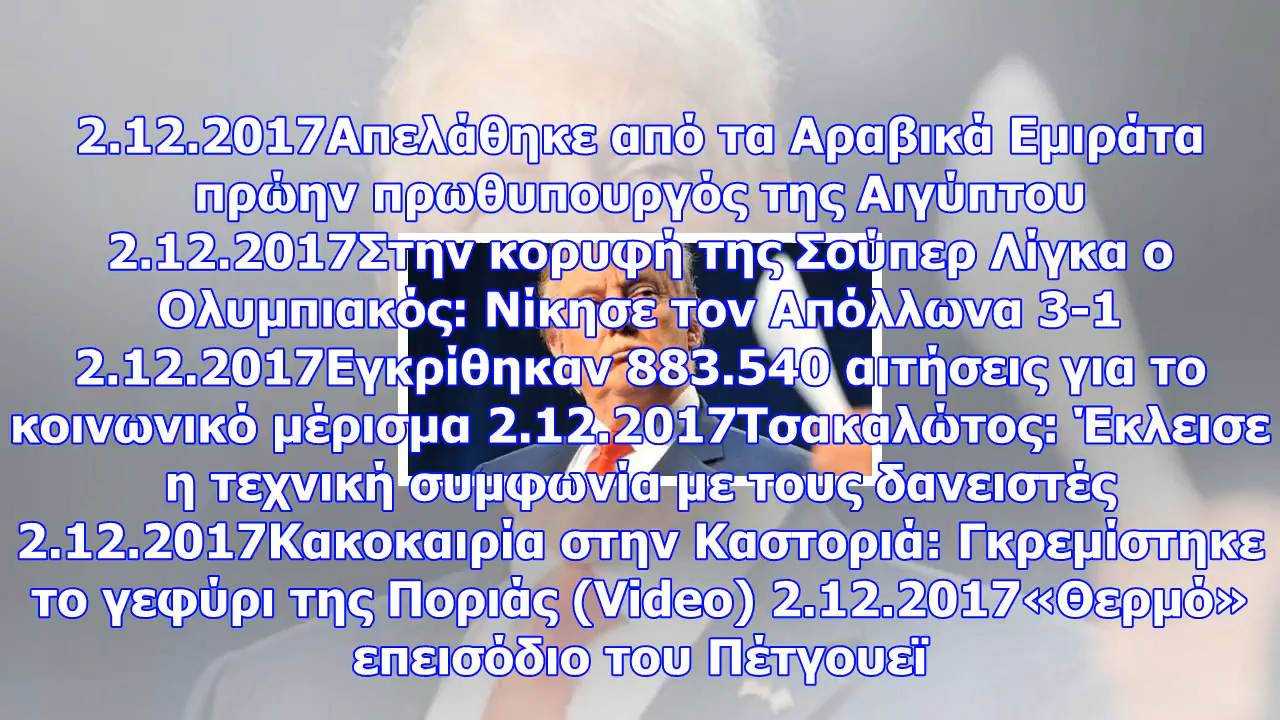 2.12.2017Απελάθηκε από τα Αραβικά Εμιράτα
πρώην πρωθυπουργός της Αιγύπτου
2.12.2017Στην κορυφή της Σούπερ Λίγκα ο
Ολυμπιακός: Νίκησε τον Απόλλωνα 3-1
2.12.2017Εγκρίθηκαν 883.540 αιτήσεις για το
κοινωνικό μέρισμα 2.12.2017Τσακαλώτος: Έκλεισε
η τεχνική συμφωνία με τους δανειστές
2.12.2017Κακοκαιρία στην Καστοριά: Γκρεμίστηκε
το γεφύρι της Ποριάς (Video) 2.12.2017«Θερμό»
επεισόδιο του Πέτγουεϊ